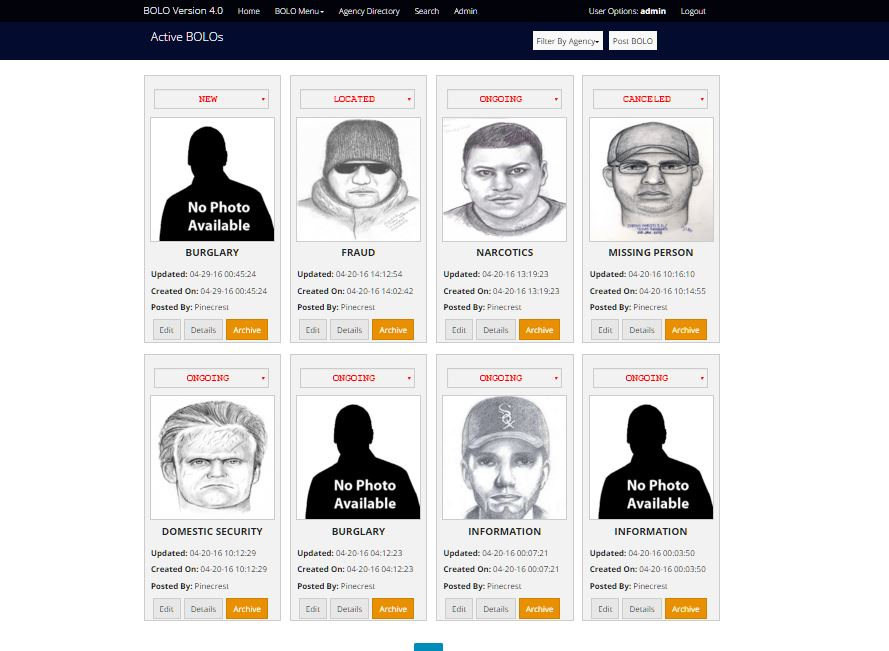 BOLO Version 4.0 Home BOLO Menu Agency Directory Search Admin User Options: admin Logout
Active BOLOs Filter By Agency Post BOLO
NEW LOCATED ONGOING CANCELED
No Photo
Available
BURGLARY FRAUD NARCOTICS MISSING PERSON
Updated: 04-29-16 00:45:24 Updated: 04-20-16 14:12:54 Updated: 04-20-16 13:19:23 Updated: 04-20-16 10:16:10
Created On: 04-29-16 00:45:24 Created On: 04-20-16 14:02:42 Created On: 04-20-16 13:19:23 Created On: 04-20-16 10:14:55
Posted By: Pinecrest Posted By: Pinecrest Posted By: Pinecrest Posted By: Pinecrest
Edit Details Archive Edit Details Archive Edit Details Archive Edit Details Archive
ONGOING ONGOING ONGOING ONGOING
Sox
No Photo No Photo
Available Available
DOMESTIC SECURITY BURGLARY INFORMATION INFORMATION
Updated: 04-20-16 10:12:29 Updated: 04-20-16 04:12:23 Updated: 04-20-16 00:07:21 Updated: 04-20-16 00:03:50
Created On: 04-20-16 10:12:29 Created On: 04-20-16 04:12:23 Created On: 04-20-16 00:07:21 Created On: 04-20-16 00:03:50
Posted By: Pinecrest Posted By: Pinecrest Posted By: Pinecrest Posted By: Pinecrest
Edit Details Archive Edit Details Archive Edit Details Archive Edit Details Archive